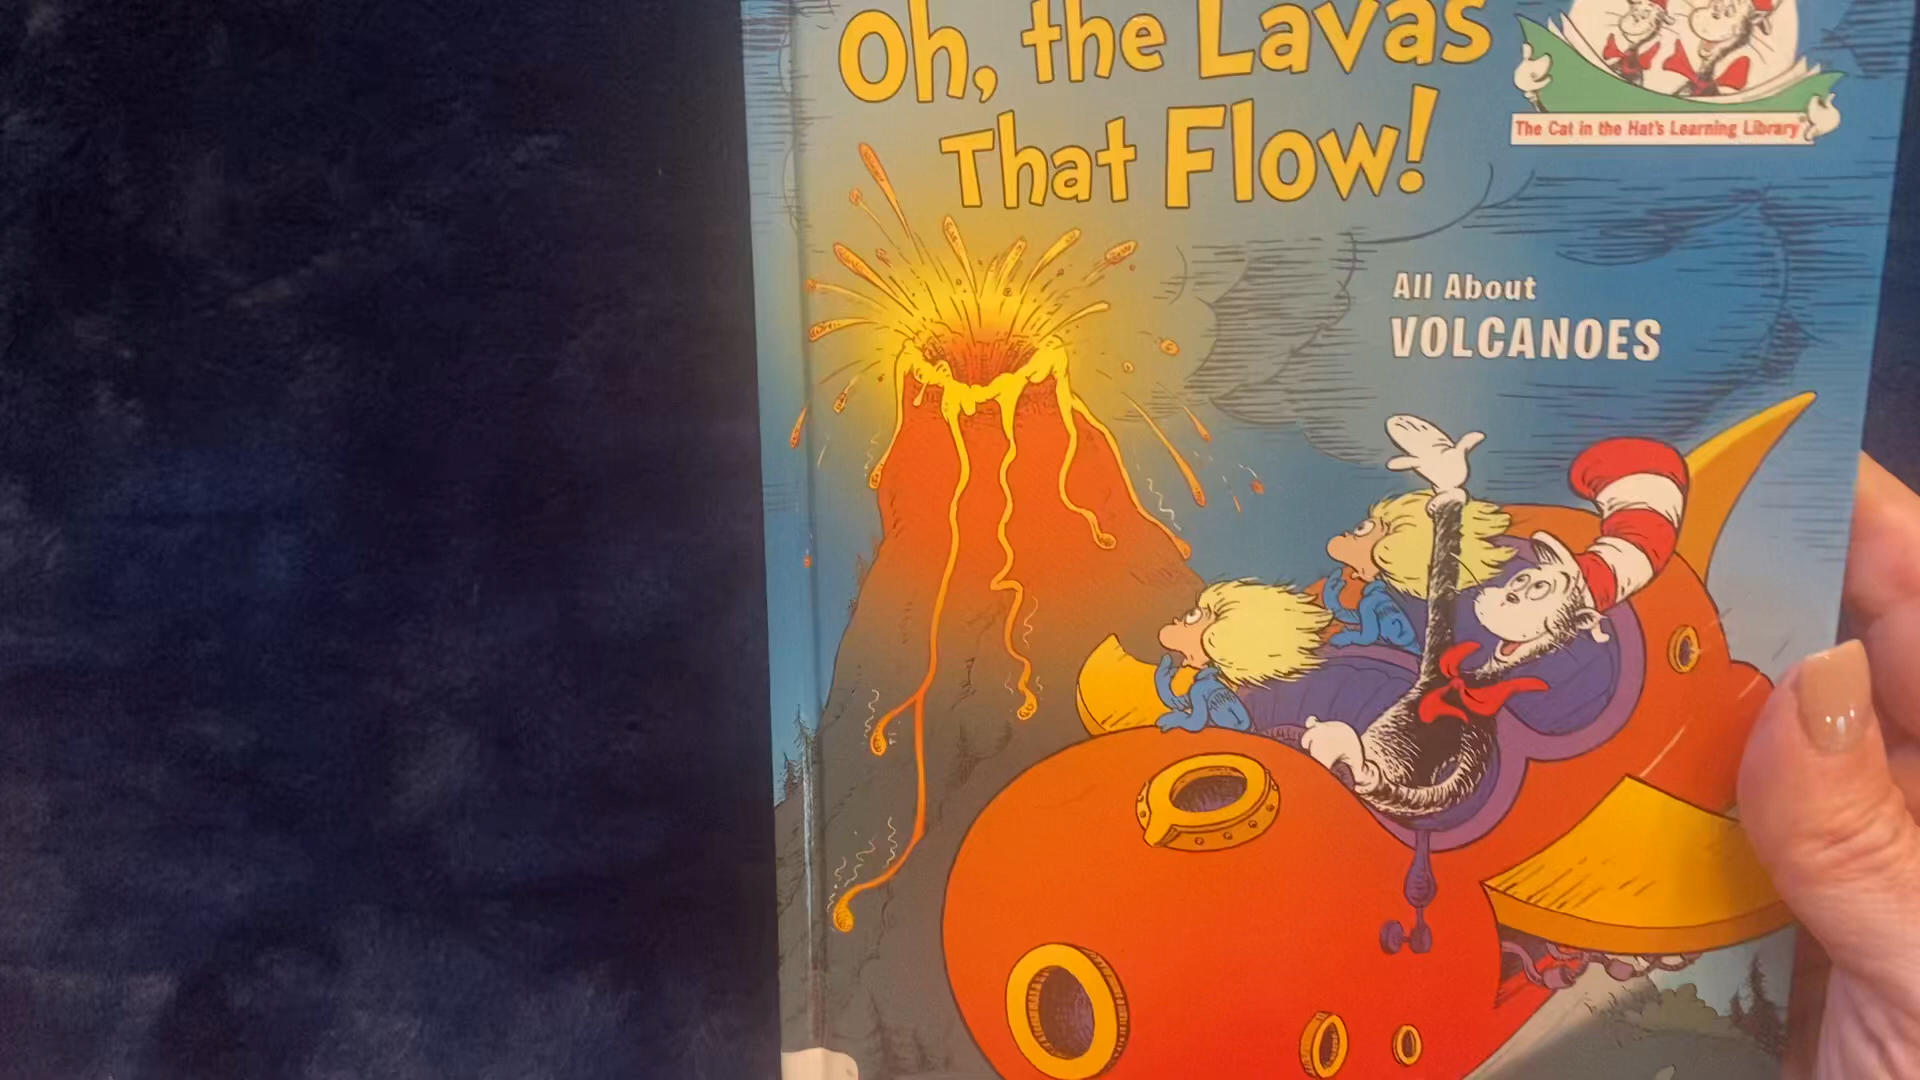 Oh, the Lavas
That Flow!
The Cat in the Hat's Learning Library
All About
VOLCANOES